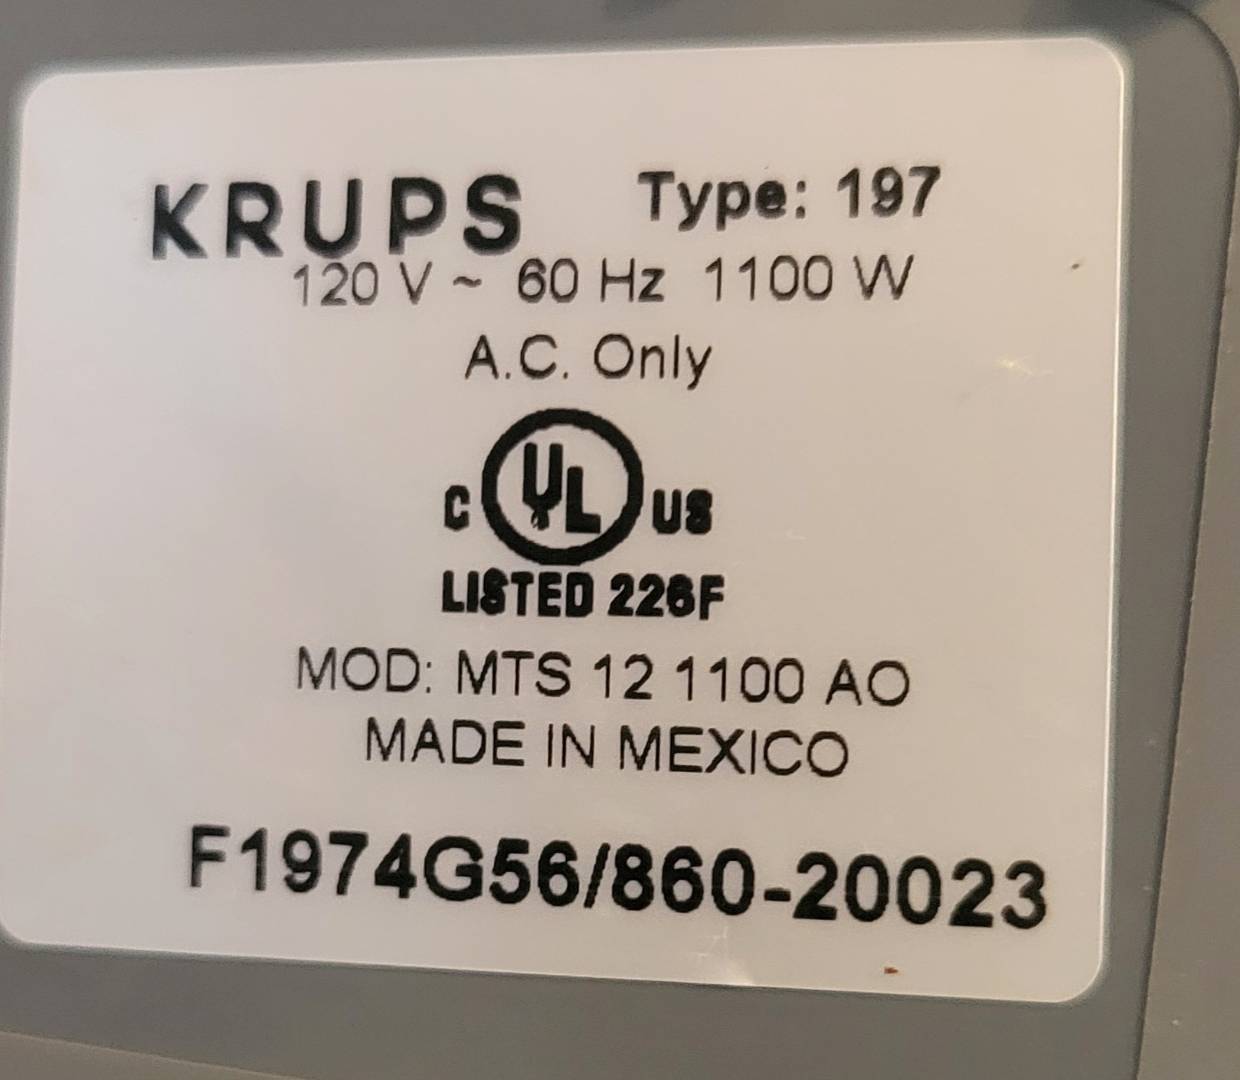 KRUPS Type: 197
120 V ~ 60 Hz 1100 W
A.C. Only
C UL US
LISTED 226F
MOD: MTS 12 1100 AO
MADE IN MEXICO
F1974G56/860-20023